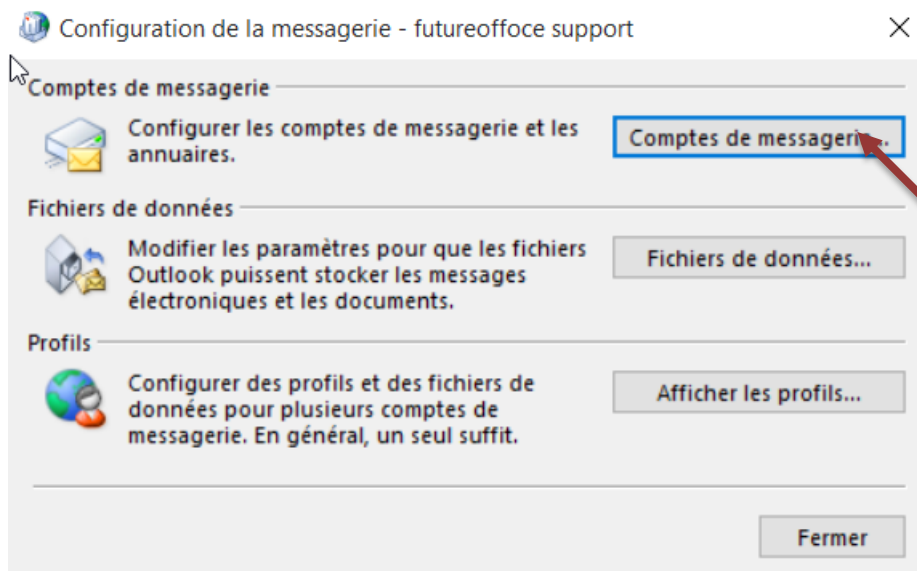 Configuration de la messagerie - futureoffoce support
Comptes de messagerie
Configurer les comptes de messagerie et les
annuaires.
Comptes de messagerie...
Fichiers de données
Modifier les paramètres pour que les fichiers
Outlook puissent stocker les messages
électroniques et les documents.
Fichiers de données...
Profils
Configurer des profils et des fichiers de
données pour plusieurs comptes de
messagerie. En général, un seul suffit.
Afficher les profils...
Fermer